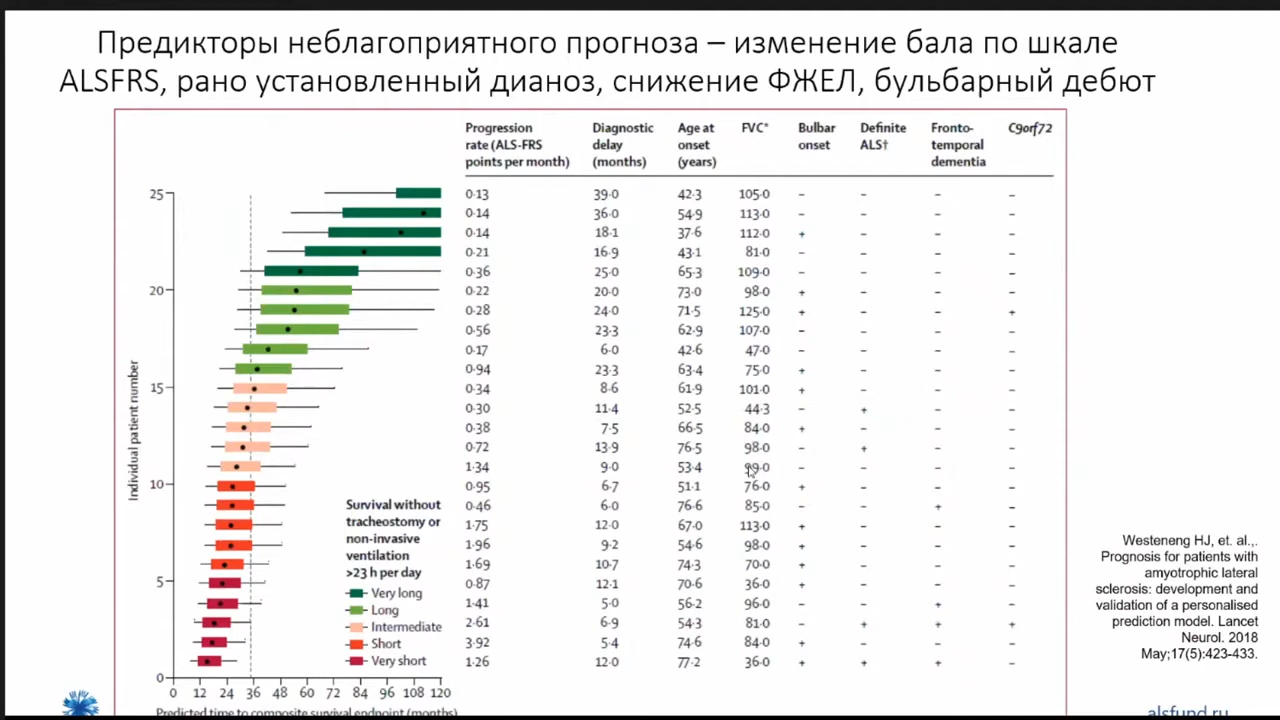 Предикторы неблагоприятного прогноза – изменение бала по шкале
ALSFRS, рано установленный дианоз, снижение ФЖЕЛ, бульбарный дебют
Progression rate (ALS-FRS points per month) Diagnostic delay (months) Age at onset (years) FVC* Bulbar onset Definite ALS† Fronto-temporal dementia C9orf72
25 0·13 39·0 42·3 105·0 – – – –
0·14 36·0 54·9 113·0 – – – –
0·14 18·1 37·6 112·0 + – – –
0·21 16·9 43·1 81·0 – – – –
0·36 25·0 65·3 109·0 – – – –
20 0·22 20·0 73·0 98·0 + – – –
0·28 24·0 71·5 125·0 + – – +
0·56 23·3 62·9 107·0 – – – –
0·17 6·0 42·6 47·0 – – – –
0·94 23·3 63·4 75·0 + – – –
15 0·34 8·6 61·9 101·0 + – – –
0·30 11·4 52·5 44·3 – + – –
0·38 7·5 66·5 84·0 + – – –
0·72 13·9 76·5 98·0 – + – –
1·34 9·0 53·4 – – – –
10 0·95 6·7 51·1 76·0 + – – –
0·46 6·0 76·6 85·0 – – + –
1·75 12·0 67·0 113·0 + – – –
1·96 9·2 54·6 98·0 + – – –
1·69 10·7 74·3 70·0 + – – –
5 0·87 12·1 70·6 36·0 + – – –
1·41 5·0 56·2 96·0 – – + –
2·61 6·9 54·3 81·0 – + + +
3·92 5·4 74·6 84·0 + – – –
1·26 12·0 77·2 36·0 + + + –
0
Individual patient number
Survival without
tracheostomy or
non-invasive
ventilation
>23 h per day
Very long
Long
Intermediate
Short
Very short
0 12 24 36 48 60 72 84 96 108 120
Predicted time to composite survival endpoint (months)
Westeneng HJ, et. al.,.
Prognosis for patients with
amyotrophic lateral
sclerosis: development and
validation of a personalised
prediction model. Lancet
Neurol. 2018
May;17(5):423-433.
alsfund.ru